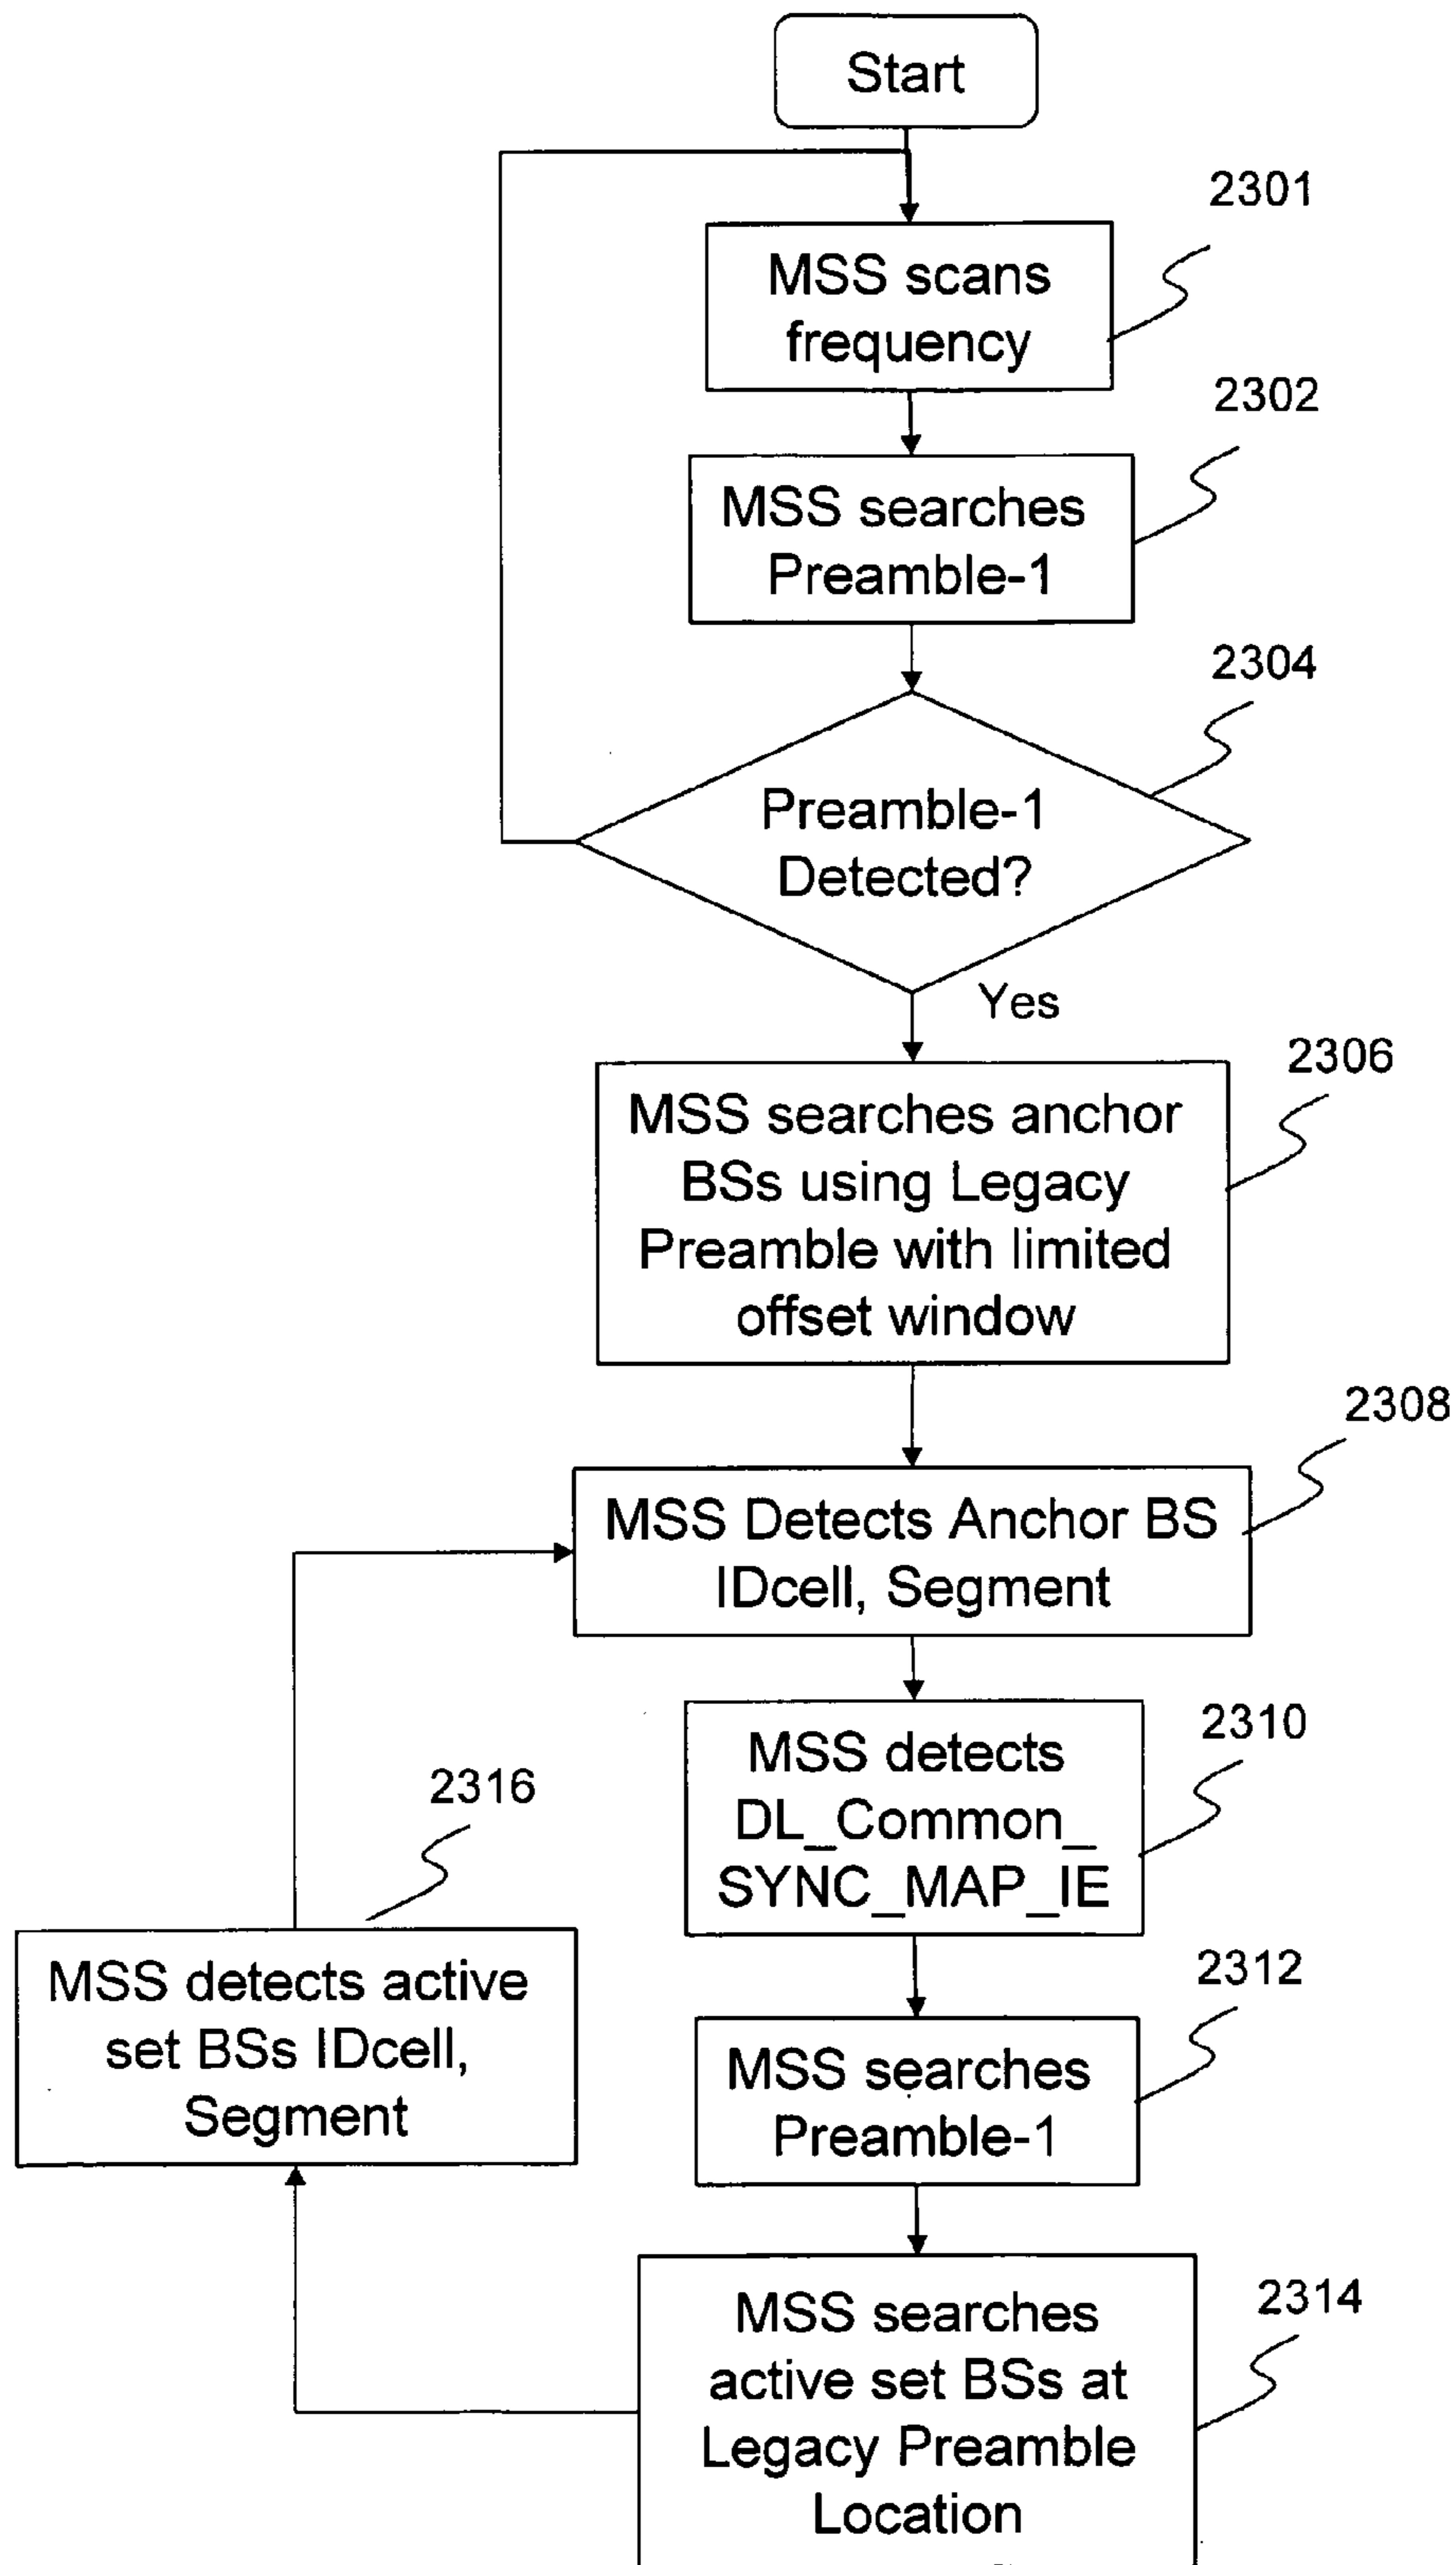 Start
2301
MSS scans
frequency
2302
MSS searches
Preamble-1
2304
Preamble-1
Detected?
Yes
2306
MSS searches anchor
BSs using Legacy
Preamble with limited
offset window
2308
MSS Detects Anchor BS
IDcell, Segment
2310
MSS detects
DL_Common_
SYNC_MAP_IE
2316
MSS detects active
set BSs IDcell,
Segment
2312
MSS searches
Preamble-1
2314
MSS searches
active set BSs at
Legacy Preamble
Location